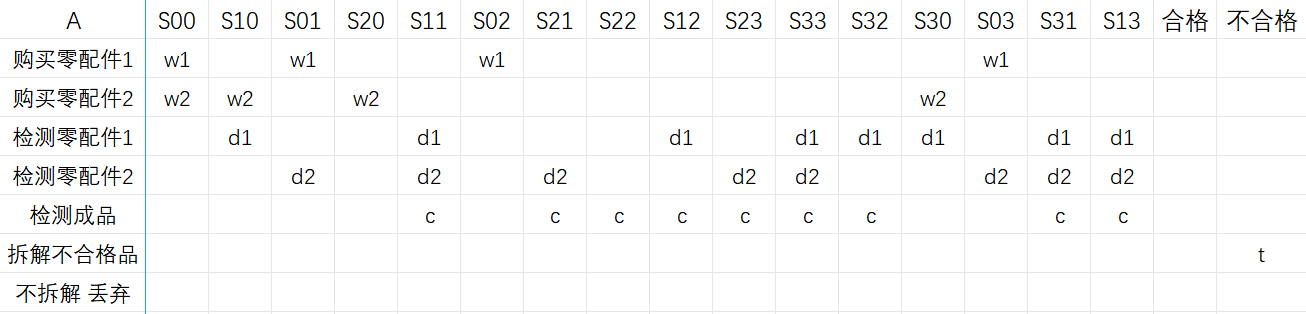 A S00 S10 S01 S20 S11 S02 S21 S22 S12 S23 S33 S32 S30 S03 S31 S13 合格 不合格
购买零配件1 w1 w1 w1 w1
购买零配件2 w2 w2 w2 w2
检测零配件1 d1 d1 d1 d1 d1 d1 d1 d1
检测零配件2 d2 d2 d2 d2 d2 d2 d2 d2
检测成品 c c c c c c c c c
拆解不合格品 t
不拆解 丢弃